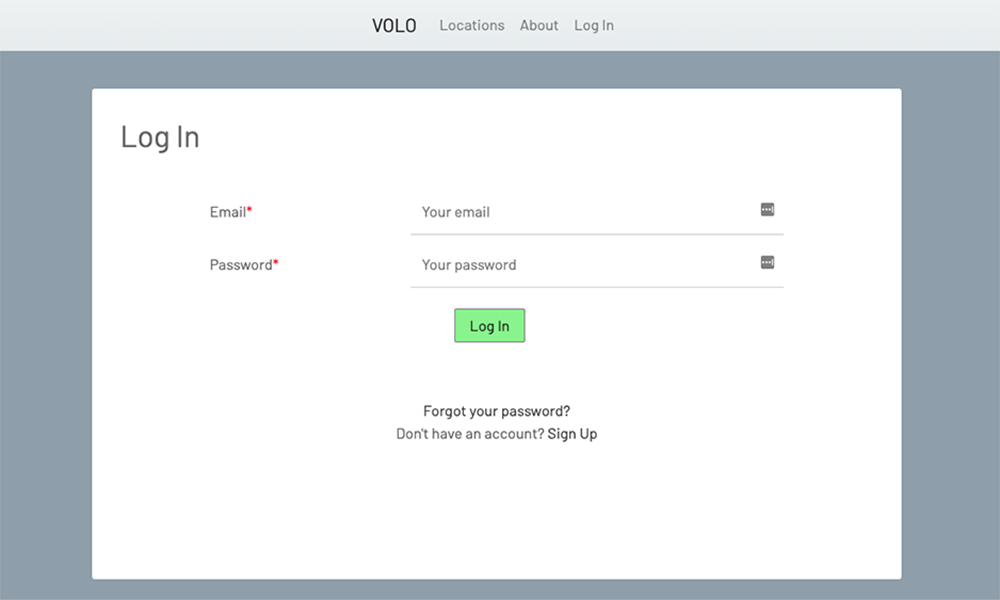 VOLO Locations About Log In
Log In
Email* Your email
Password* Your password
Log In
Forgot your password?
Don't have an account? Sign Up